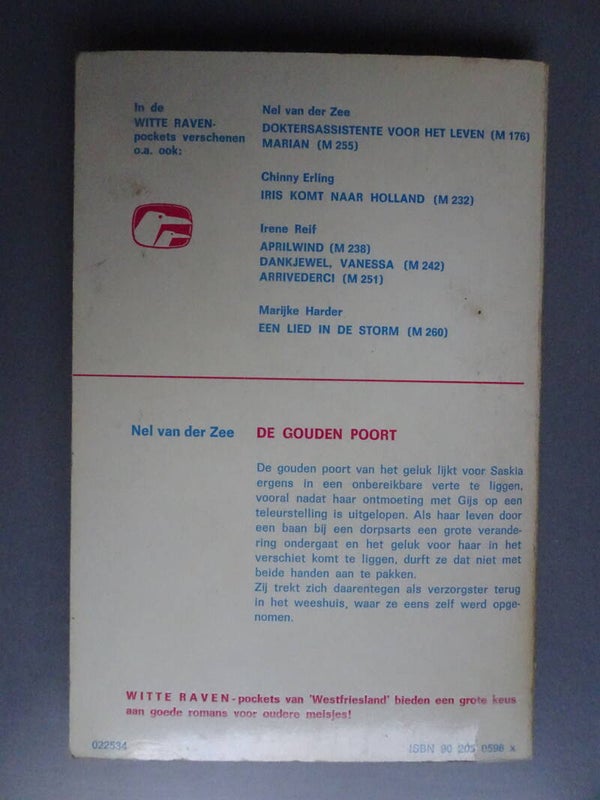 In de
WITTE RAVEN-
pockets verschenen
o.a. ook:
Nel van der Zee
DOKTERSASSISTENTE VOOR HET LEVEN (M 176)
MARIAN (M 255)
Chinny Erling
IRIS KOMT NAAR HOLLAND (M 232)
Irene Reif
APRILWIND (M 238)
DANKJEWEL, VANESSA (M 242)
ARRIVEDERCI (M 251)
Marijke Harder
EEN LIED IN DE STORM (M 260)
Nel van der Zee DE GOUDEN POORT
De gouden poort van het geluk lijkt voor Saskia
ergens in een onbereikbare verte te liggen,
vooral nadat haar ontmoeting met Gijs op een
teleurstelling is uitgelopen. Als haar leven door
een baan bij een dorpsarts een grote verande-
ring ondergaat en het geluk voor haar in het
verschiet komt te liggen, durft ze dat niet met
beide handen aan te pakken.
Zij trekt zich daarentegen als verzorgster terug
in het weeshuis, waar ze eens zelf werd opge-
nomen.
WITTE RAVEN-pockets van 'Westfriesland' bieden een grote keus
aan goede romans voor oudere meisjes!
022534
ISBN 90 205 0596 x